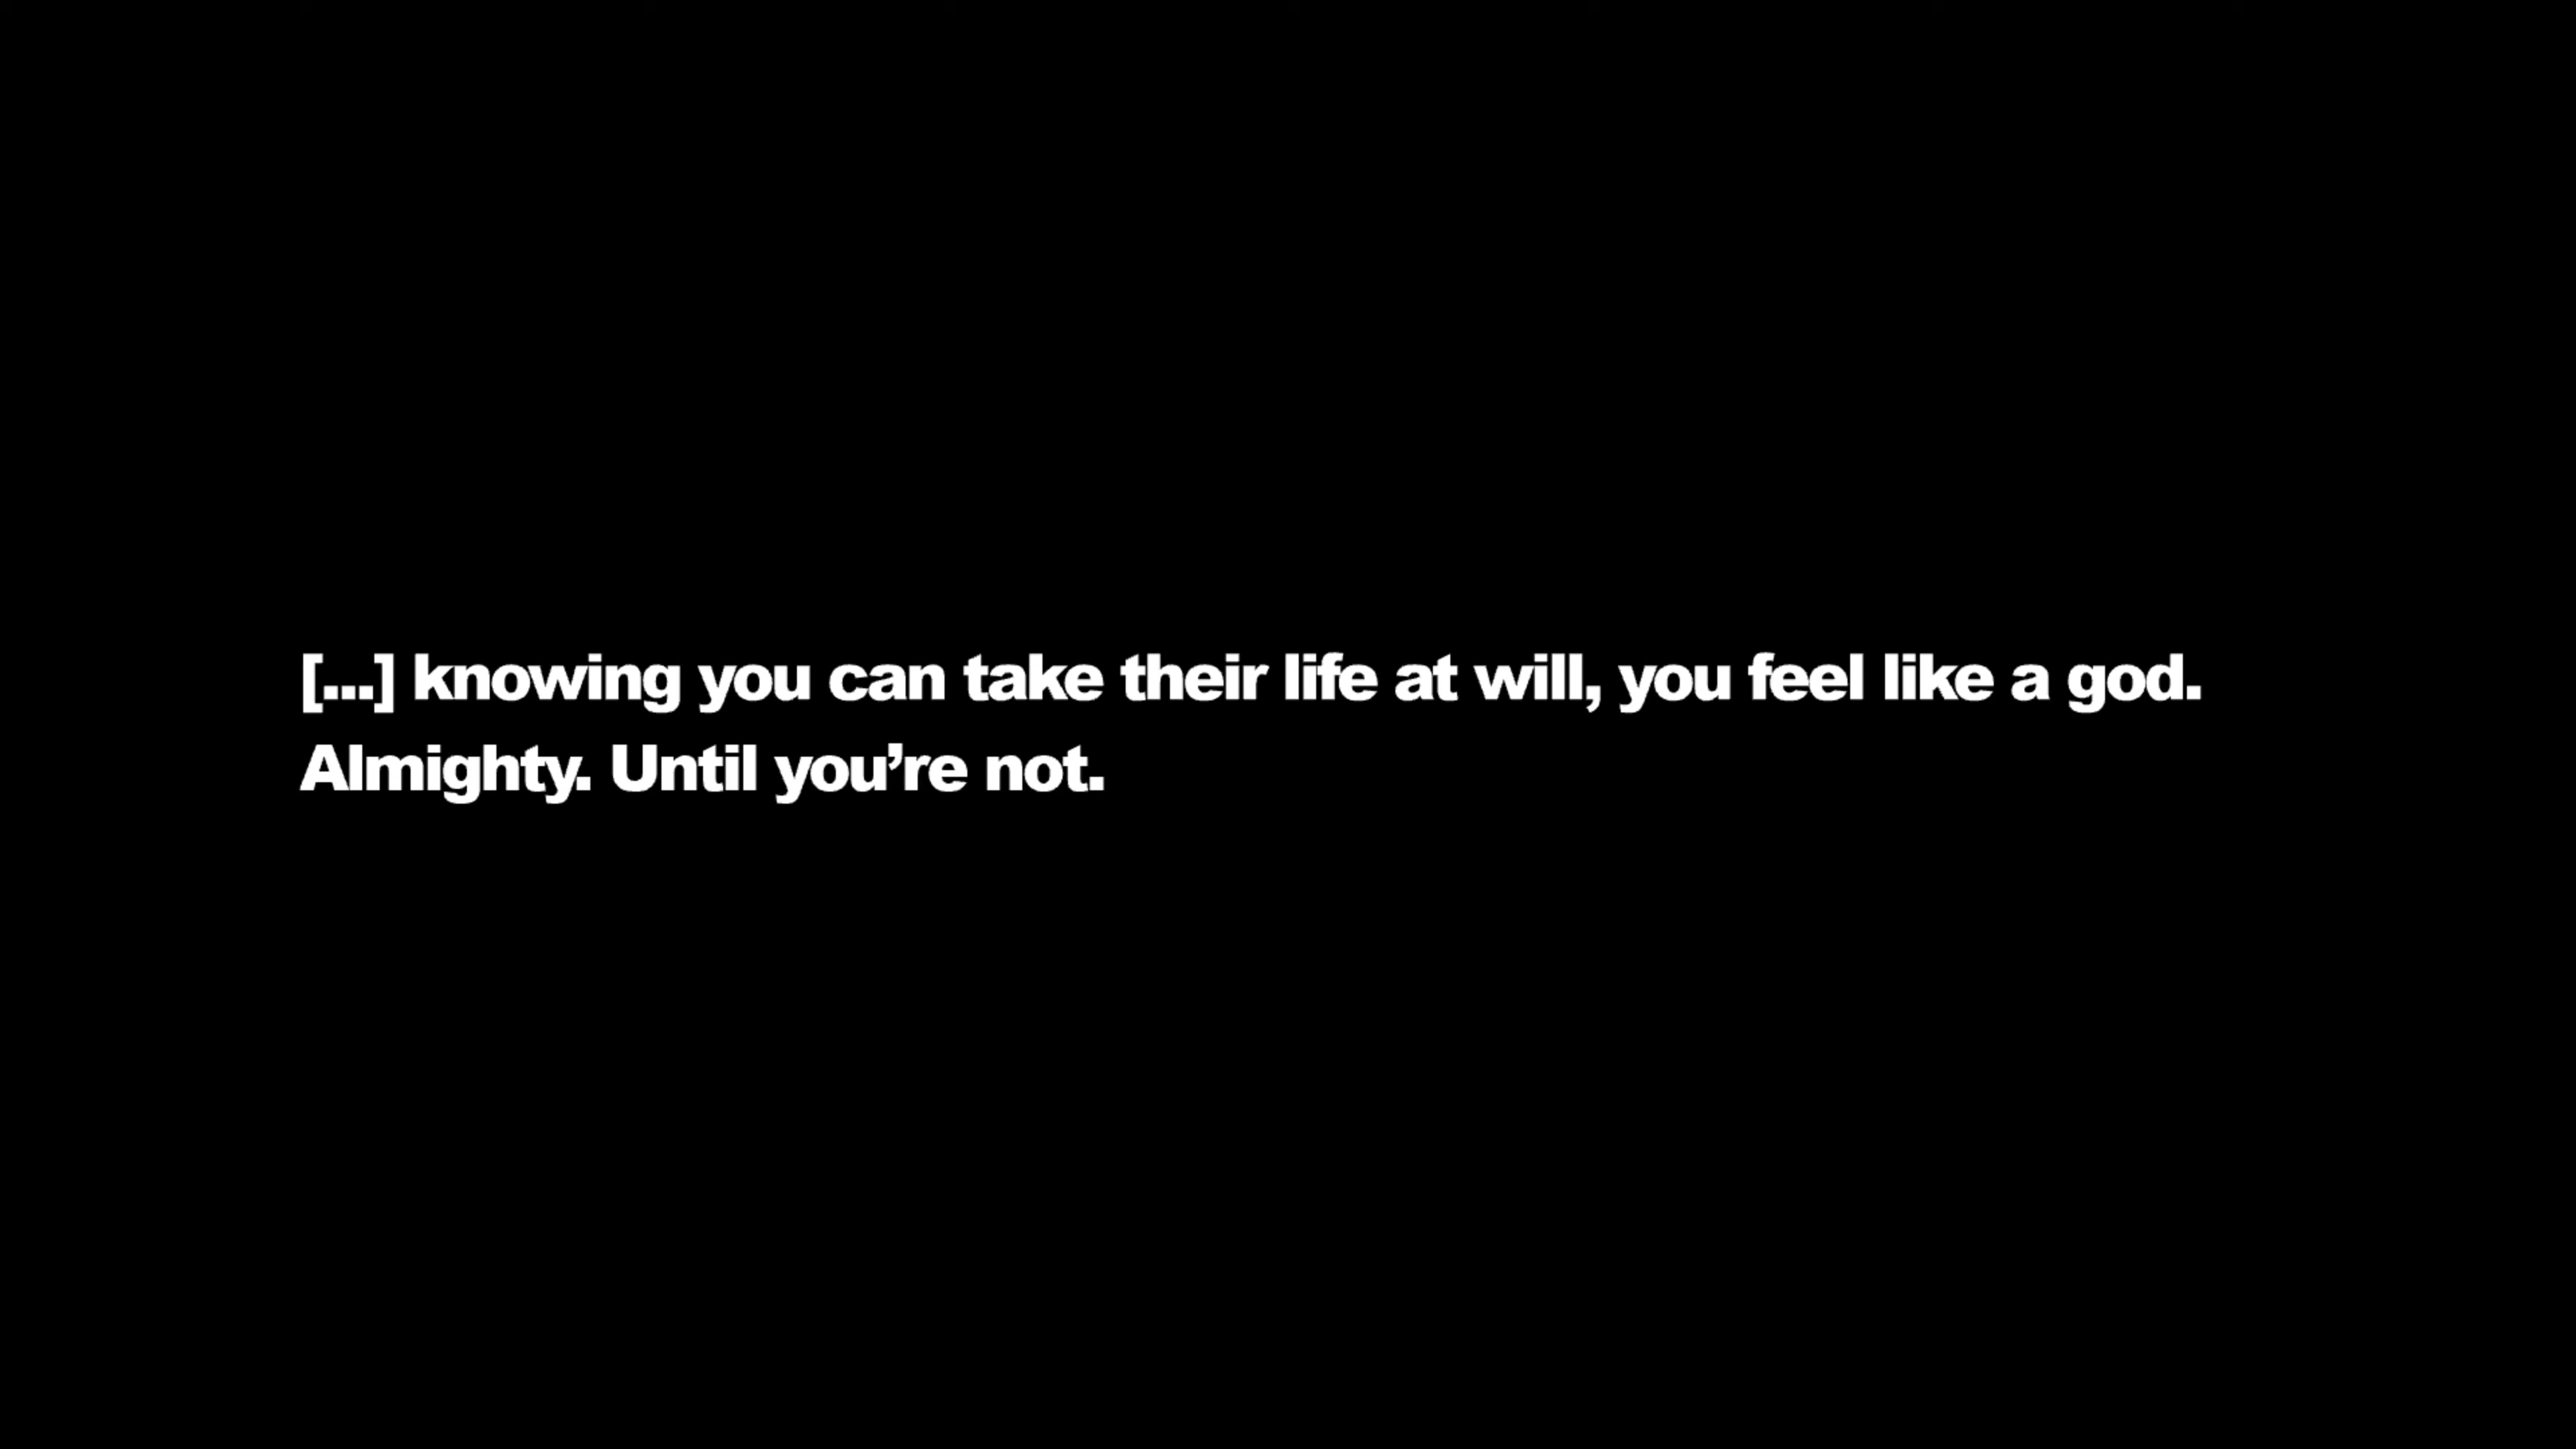 [...] knowing you can take their life at will, you feel like a god.
Almighty. Until you’re not.